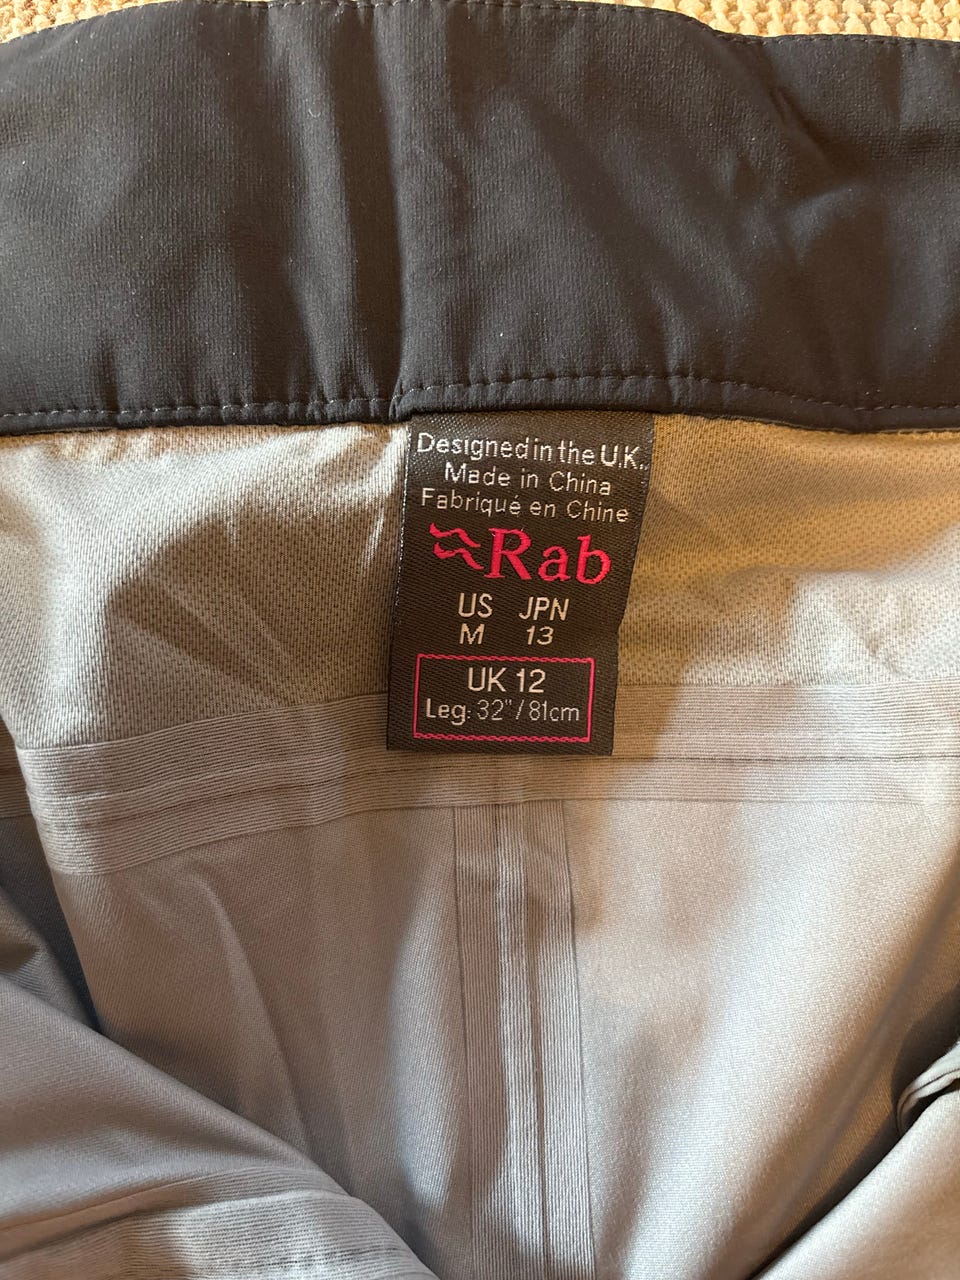 Designed in the U.K.
Made in China
Fabriqué en Chine
Rab
US JPN
M 13
UK 12
Leg: 32"/81cm